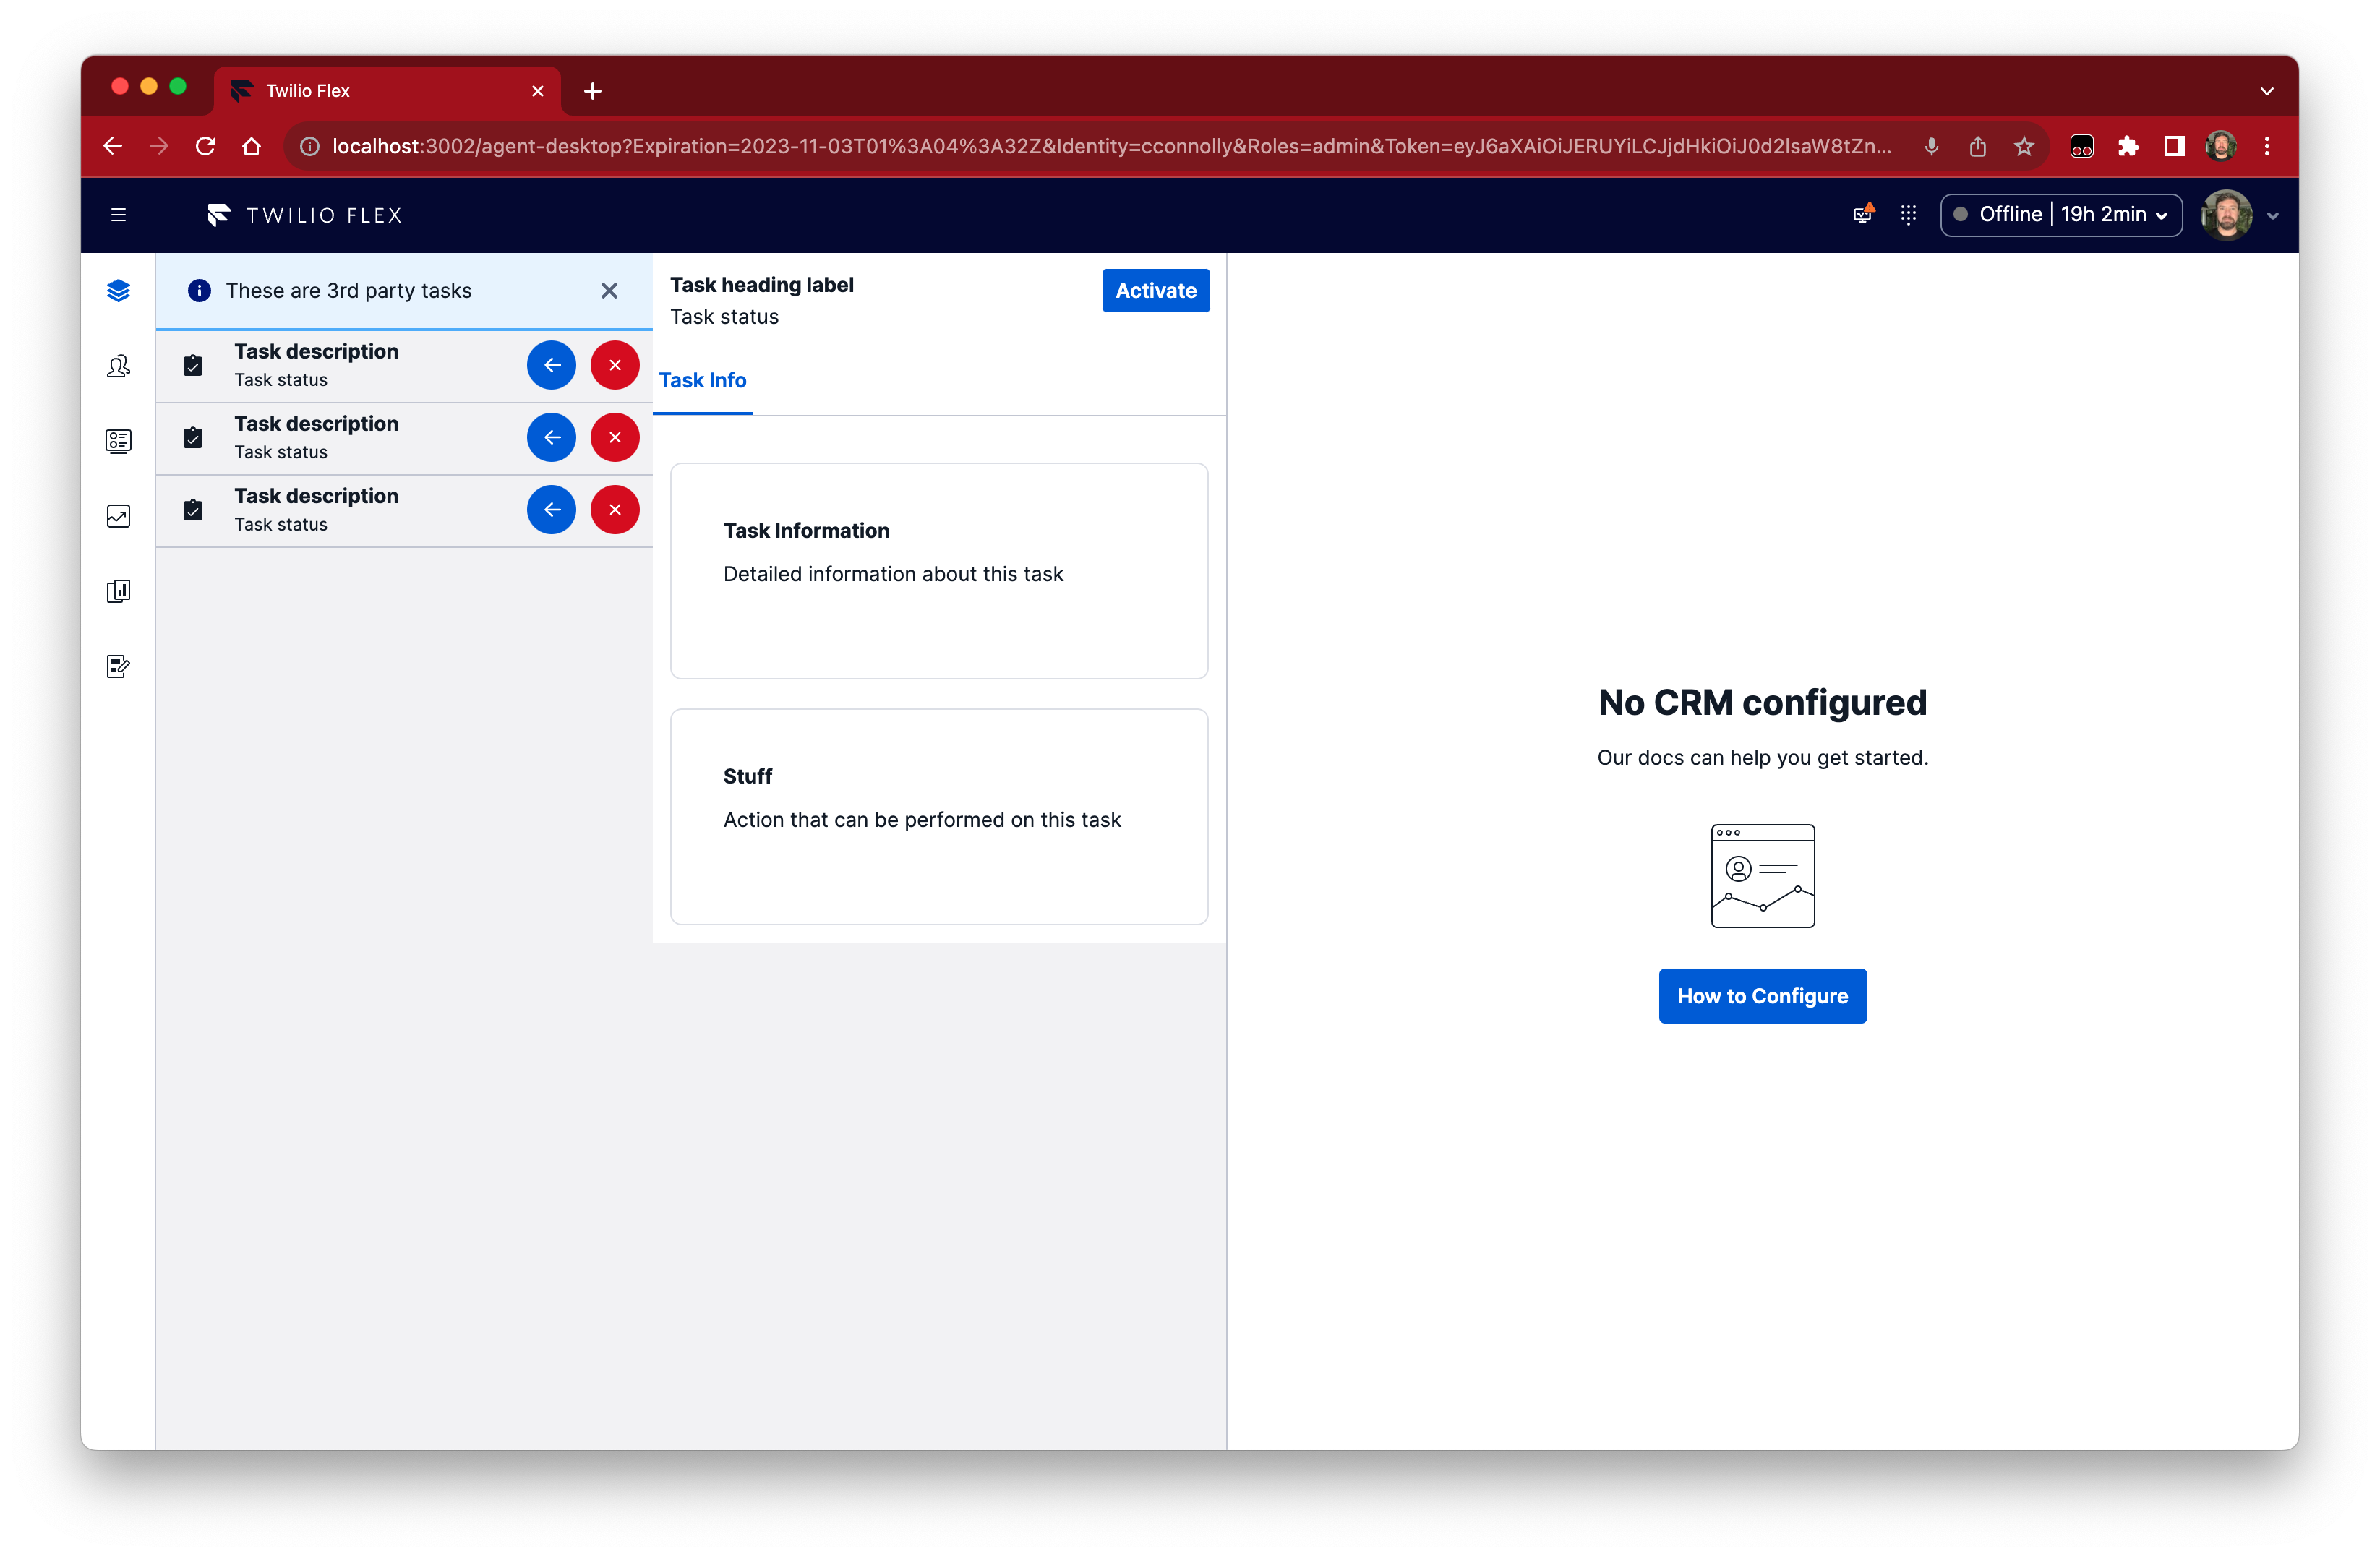 Twilio Flex
localhost:3002/agent-desktop?Expiration=2023-11-03T01%3A04%3A32Z&Identity=cconnolly&Roles=admin&Token=eyJ6aXAiOiJERUYiLCJjdHkiOiJ0d2lsaW8tZn...
TWILIO FLEX
Offline | 19h 2min
These are 3rd party tasks
Task description
Task status
Task description
Task status
Task description
Task status
Task heading label
Task status
Activate
Task Info
Task Information
Detailed information about this task
Stuff
Action that can be performed on this task
No CRM configured
Our docs can help you get started.
How to Configure